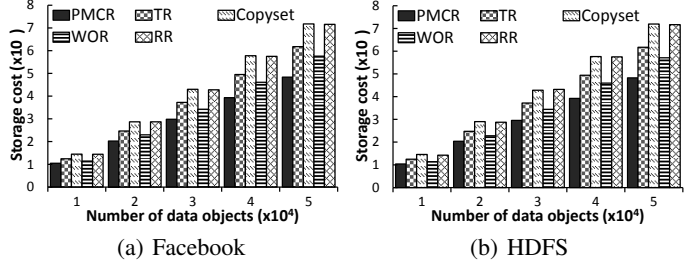 8
7
6
5
4
3
2
1
0
Storage cost (x10 )
PMCR
TR
Copyset
WOR
RR
1 2 3 4 5
Number of data objects (x10⁴)
(a) Facebook
8
7
6
5
4
3
2
1
0
Storage cost (x10 )
PMCR
TR
Copyset
WOR
RR
1 2 3 4 5
Number of data objects (x10⁴)
(b) HDFS